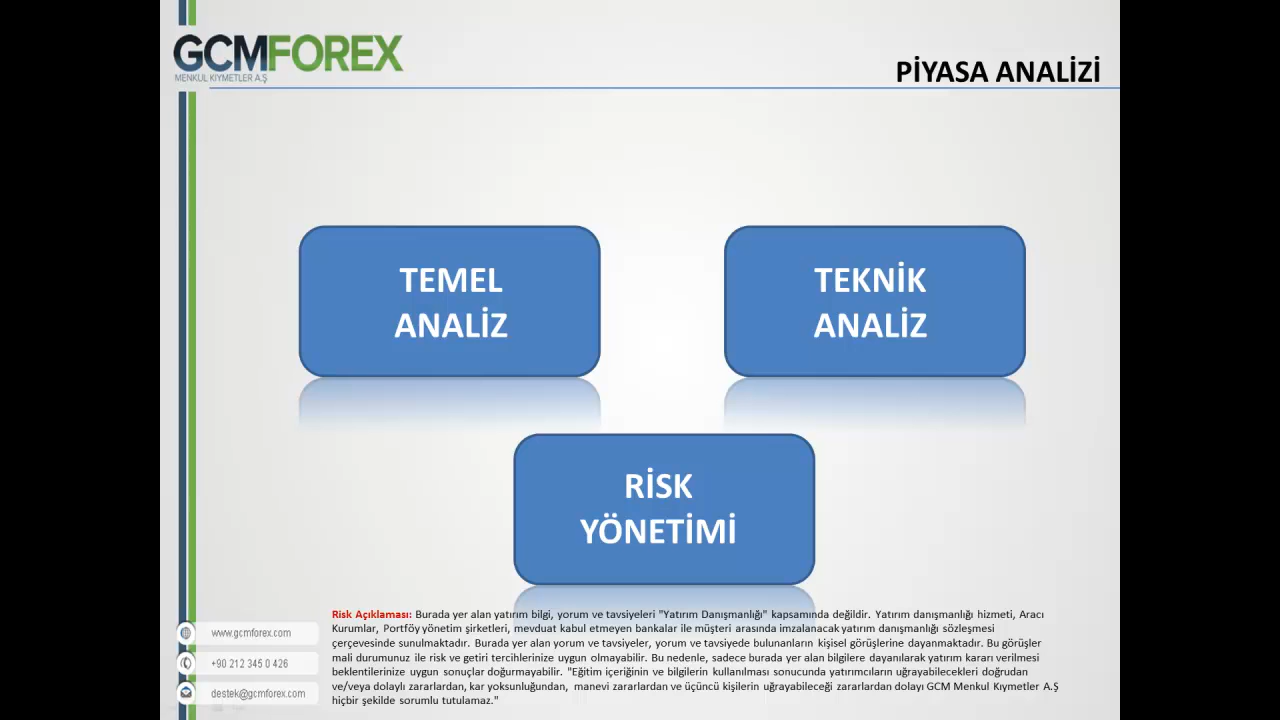 GCMFOREX
MENKUL KIYMETLER A.Ş
PİYASA ANALİZİ
TEMEL
ANALİZ
TEKNİK
ANALİZ
RİSK
YÖNETİMİ
www.gcmforex.com
+90 212 345 0 426
destek@gcmforex.com
Risk Açıklaması: Burada yer alan yatırım bilgi, yorum ve tavsiyeleri "Yatırım Danışmanlığı" kapsamında değildir. Yatırım danışmanlığı hizmeti, Aracı
Kurumlar, Portföy yönetim şirketleri, mevduat kabul etmeyen bankalar ile müşteri arasında imzalanacak yatırım danışmanlığı sözleşmesi
çerçevesinde sunulmaktadır. Burada yer alan yorum ve tavsiyeler, yorum ve tavsiyede bulunanların kişisel görüşlerine dayanmaktadır. Bu görüşler
mali durumunuz ile risk ve getiri tercihlerinize uygun olmayabilir. Bu nedenle, sadece burada yer alan bilgilere dayanılarak yatırım kararı verilmesi
beklentilerinize uygun sonuçlar doğurmayabilir. "Eğitim içeriğinin ve bilgilerin kullanılması sonucunda yatırımcıların uğrayabilecekleri doğrudan
ve/veya dolaylı zararlardan, kar yoksunluğundan, manevi zararlardan ve üçüncü kişilerin uğrayabileceği zararlardan dolayı GCM Menkul Kıymetler A.Ş
hiçbir şekilde sorumlu tutulamaz."